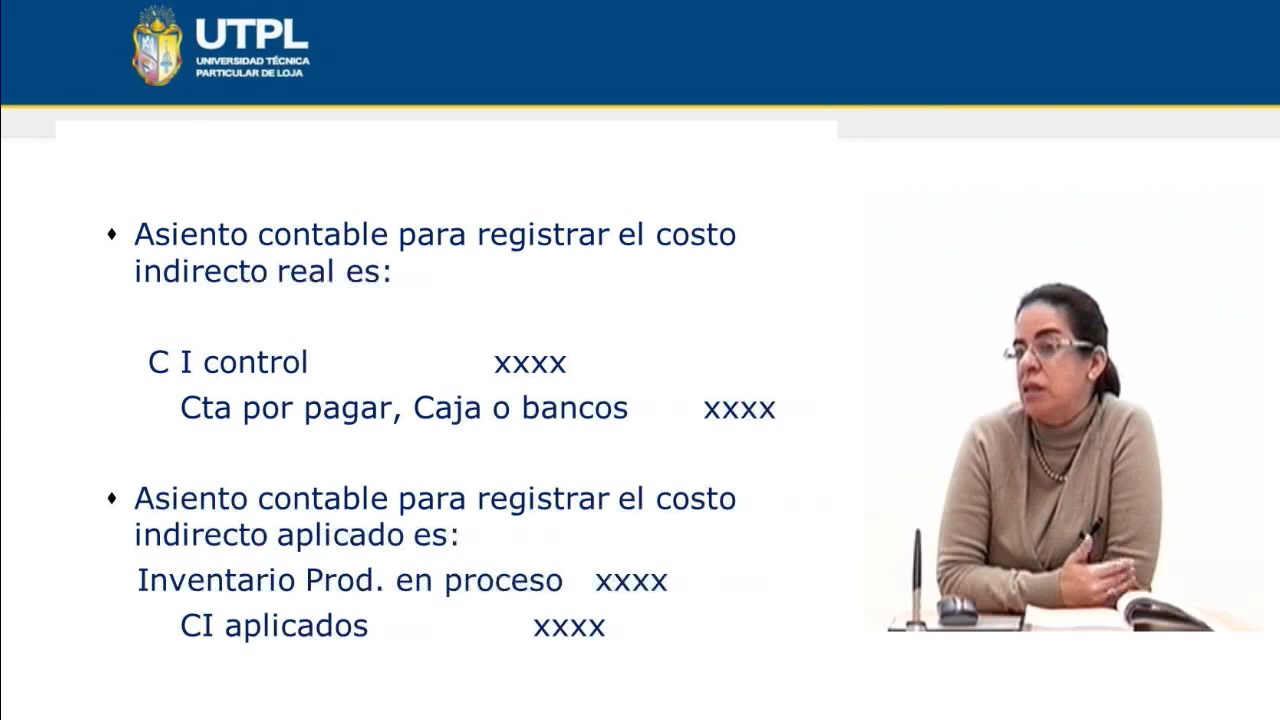 UTPL
UNIVERSIDAD TÉCNICA
PARTICULAR DE LOJA
Asiento contable para registrar el costo
indirecto real es:
C I control xxxx
Cta por pagar, Caja o bancos xxxx
Asiento contable para registrar el costo
indirecto aplicado es:
Inventario Prod. en proceso xxxx
CI aplicados xxxx